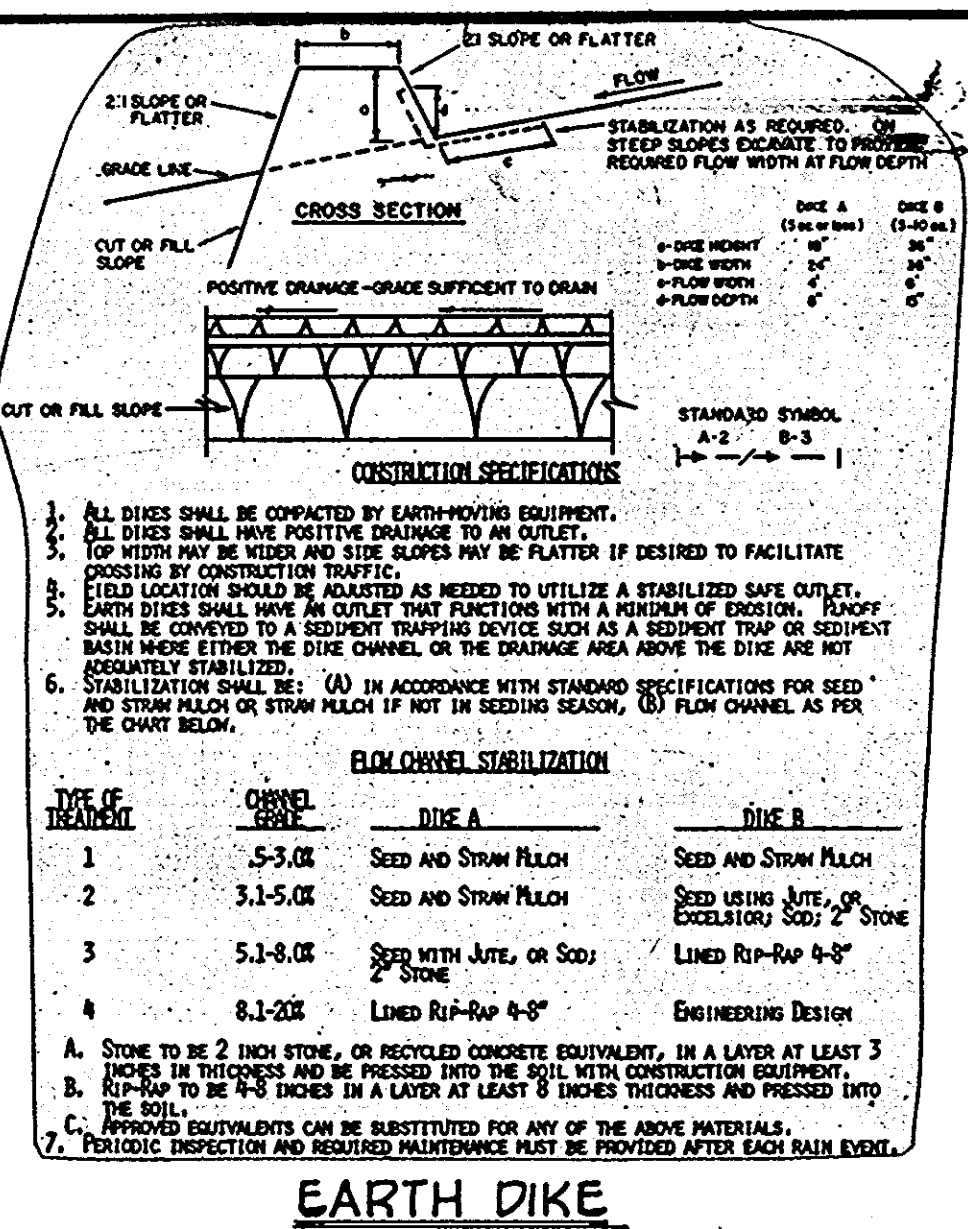 b
2:1 SLOPE OR FLATTER
FLOW
2:1 SLOPE OR
FLATTER
a
d
STABILIZATION AS REQUIRED. ON
STEEP SLOPES EXCAVATE TO PROVIDE
REQUIRED FLOW WIDTH AT FLOW DEPTH
GRADE LINE
c
CROSS SECTION
CUT OR FILL
SLOPE
DIKE A DIKE B
(5 ac. or less) (5-10 ac.)
a-DIKE HEIGHT 18" 36"
b-DIKE WIDTH 24" 36"
c-FLOW WIDTH 4' 6'
d-FLOW DEPTH 8" 15"
POSITIVE DRAINAGE-GRADE SUFFICIENT TO DRAIN
CUT OR FILL SLOPE
STANDARD SYMBOL
A-2 B-3
CONSTRUCTION SPECIFICATIONS
1. ALL DIKES SHALL BE COMPACTED BY EARTH-MOVING EQUIPMENT.
2. ALL DIKES SHALL HAVE POSITIVE DRAINAGE TO AN OUTLET.
3. TOP WIDTH MAY BE WIDER AND SIDE SLOPES MAY BE FLATTER IF DESIRED TO FACILITATE
CROSSING BY CONSTRUCTION TRAFFIC.
4. FIELD LOCATION SHOULD BE ADJUSTED AS NEEDED TO UTILIZE A STABILIZED SAFE OUTLET.
5. EARTH DIKES SHALL HAVE AN OUTLET THAT FUNCTIONS WITH A MINIMUM OF EROSION. RUNOFF
SHALL BE CONVEYED TO A SEDIMENT TRAPPING DEVICE SUCH AS A SEDIMENT TRAP OR SEDIMENT
BASIN WHERE EITHER THE DIKE CHANNEL OR THE DRAINAGE AREA ABOVE THE DIKE ARE NOT
ADEQUATELY STABILIZED.
6. STABILIZATION SHALL BE: (A) IN ACCORDANCE WITH STANDARD SPECIFICATIONS FOR SEED
AND STRAW MULCH OR STRAW MULCH IF NOT IN SEEDING SEASON, (B) FLOW CHANNEL AS PER
THE CHART BELOW.
FLOW CHANNEL STABILIZATION
TYPE OF TREATMENT CHANNEL GRADE DIKE A DIKE B
1 .5-3.0% SEED AND STRAW MULCH SEED AND STRAW MULCH
2 3.1-5.0% SEED AND STRAW MULCH SEED USING JUTE, OR
EXCELSIOR; SOD; 2" STONE
3 5.1-8.0% SEED WITH JUTE, OR SOD; LINED RIP-RAP 4-8"
2" STONE
4 8.1-20% LINED RIP-RAP 4-8" ENGINEERING DESIGN
A. STONE TO BE 2 INCH STONE, OR RECYCLED CONCRETE EQUIVALENT, IN A LAYER AT LEAST 3
INCHES IN THICKNESS AND BE PRESSED INTO THE SOIL WITH CONSTRUCTION EQUIPMENT.
B. RIP-RAP TO BE 4-8 INCHES IN A LAYER AT LEAST 8 INCHES THICKNESS AND PRESSED INTO
THE SOIL.
C. APPROVED EQUIVALENTS CAN BE SUBSTITUTED FOR ANY OF THE ABOVE MATERIALS.
7. PERIODIC INSPECTION AND REQUIRED MAINTENANCE MUST BE PROVIDED AFTER EACH RAIN EVENT.
EARTH DIKE